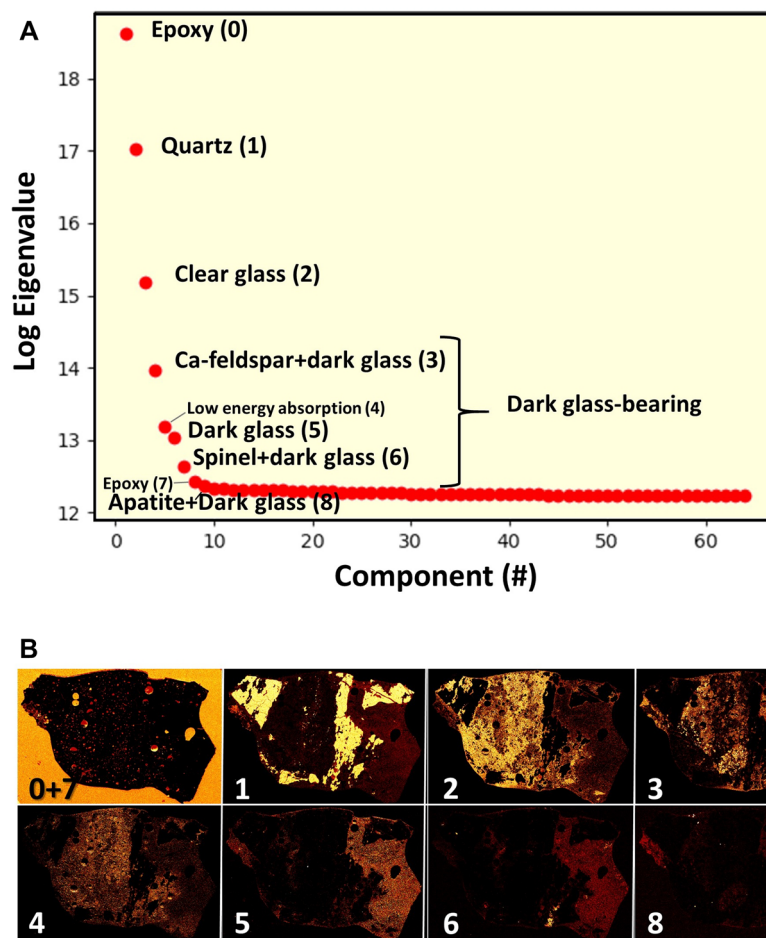 A
Epoxy (0)
18
Quartz (1)
17
16
Clear glass (2)
15
Log Eigenvalue
14
Ca-feldspar+dark glass (3)
Dark glass-bearing
Low energy absorption (4)
13
Dark glass (5)
Spinel+dark glass (6)
Epoxy (7)
Apatite+Dark glass (8)
12
0 10 20 30 40 50 60
Component (#)
B
0+7 1 2 3
4 5 6 8